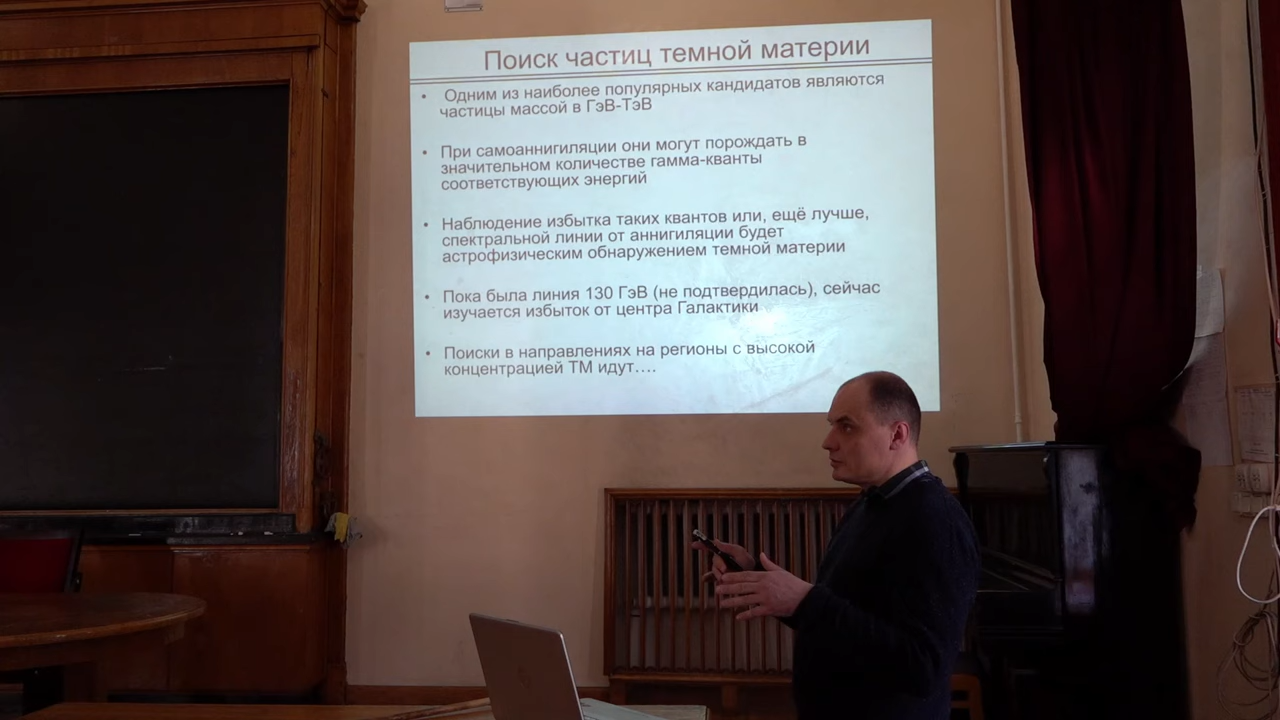 Поиск частиц темной материи
• Одним из наиболее популярных кандидатов являются
частицы массой в ГэВ-ТэВ
• При самоаннигиляции они могут порождать в
значительном количестве гамма-кванты
соответствующих энергий
• Наблюдение избытка таких квантов или, ещё лучше,
спектральной линии от аннигиляции будет
астрофизическим обнаружением темной материи
• Пока была линия 130 ГэВ (не подтвердилась), сейчас
изучается избыток от центра Галактики
• Поиски в направлениях на регионы с высокой
концентрацией ТМ идут….